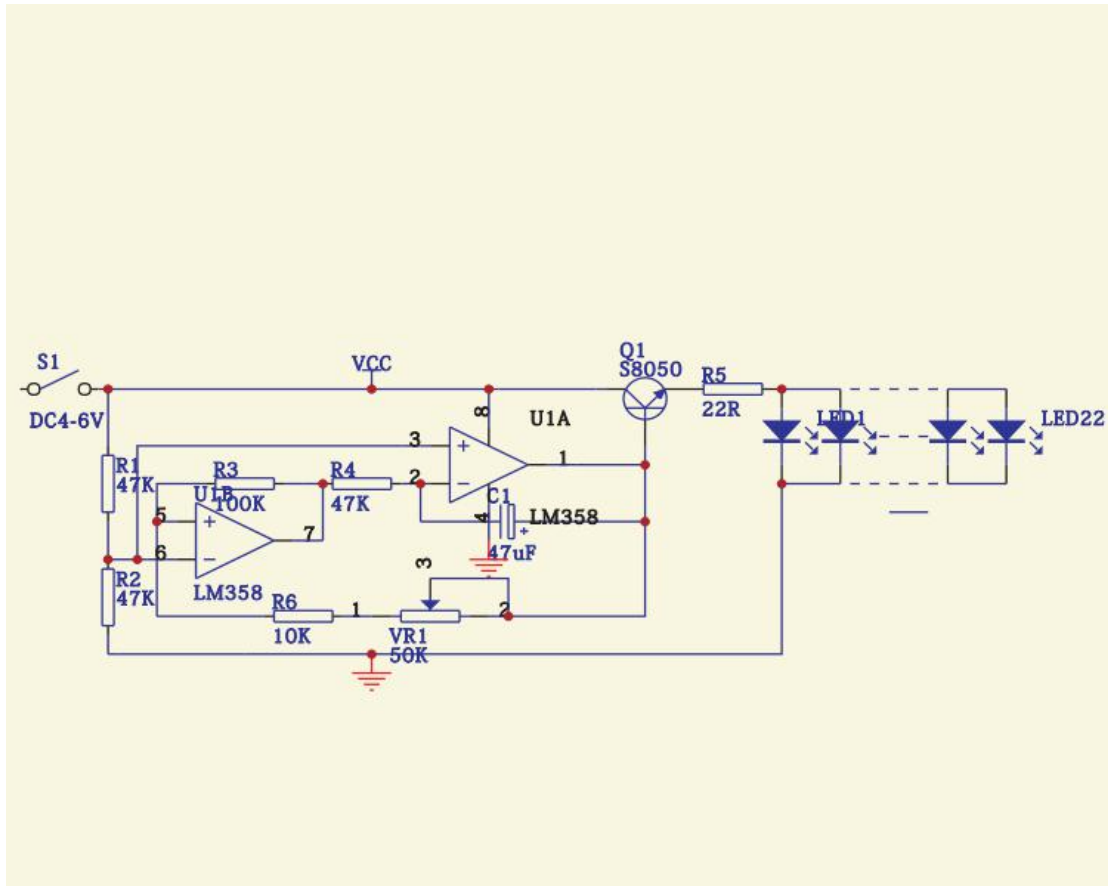 S1
DC4-6V
VCC
Q1
S8050
R5
22R
LED1
LED22
8
U1A
3
1
2
R1
47K
R3
100K
R4
47K
U1B
5
7
6
C1
4
LM358
47uF
3
R2
47K
LM358
R6
10K
1
2
VR1
50K
+
−
+
−
+